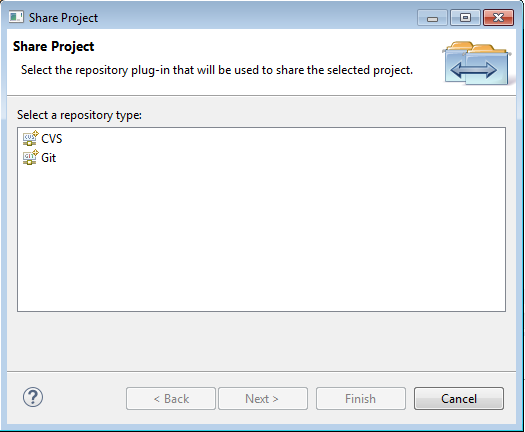 Share Project
Share Project
Select the repository plug-in that will be used to share the selected project.
Select a repository type:
CVS
Git
< Back
Next >
Finish
Cancel